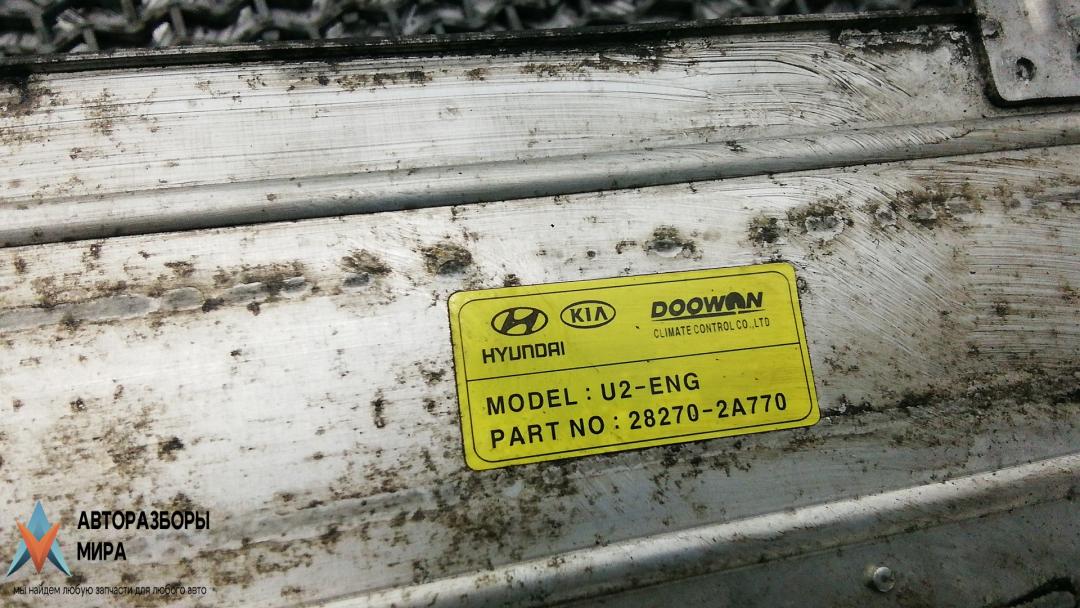 HYUNDAI
KIA
DOOWON
CLIMATE CONTROL CO.,LTD
MODEL : U2-ENG
PART NO : 28270-2A770
АВТОРАЗБОРЫ
МИРА
мы найдем любую запчасти для любого авто